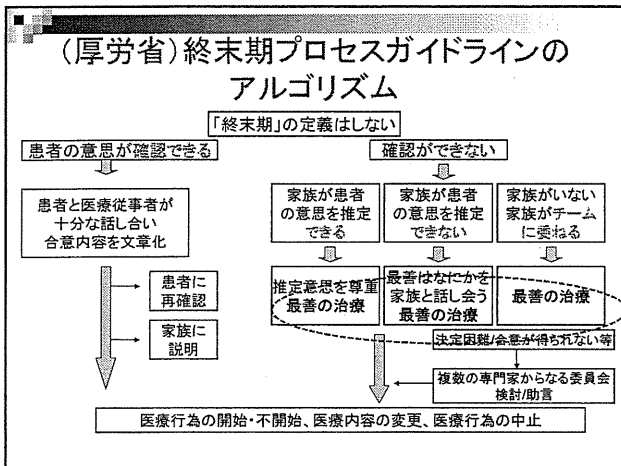 (厚労省)終末期プロセスガイドラインの
アルゴリズム
「終末期」の定義はしない
患者の意思が確認できる
確認ができない
患者と医療従事者が
十分な話し合い
合意内容を文章化
患者に
再確認
家族に
説明
家族が患者
の意思を推定
できる
家族が患者
の意思を推定
できない
家族がいない
家族がチーム
に委ねる
推定意思を尊重
最善の治療
最善はなにかを
家族と話し合う
最善の治療
最善の治療
決定困難/合意が得られない等
複数の専門家からなる委員会
検討/助言
医療行為の開始・不開始、医療内容の変更、医療行為の中止